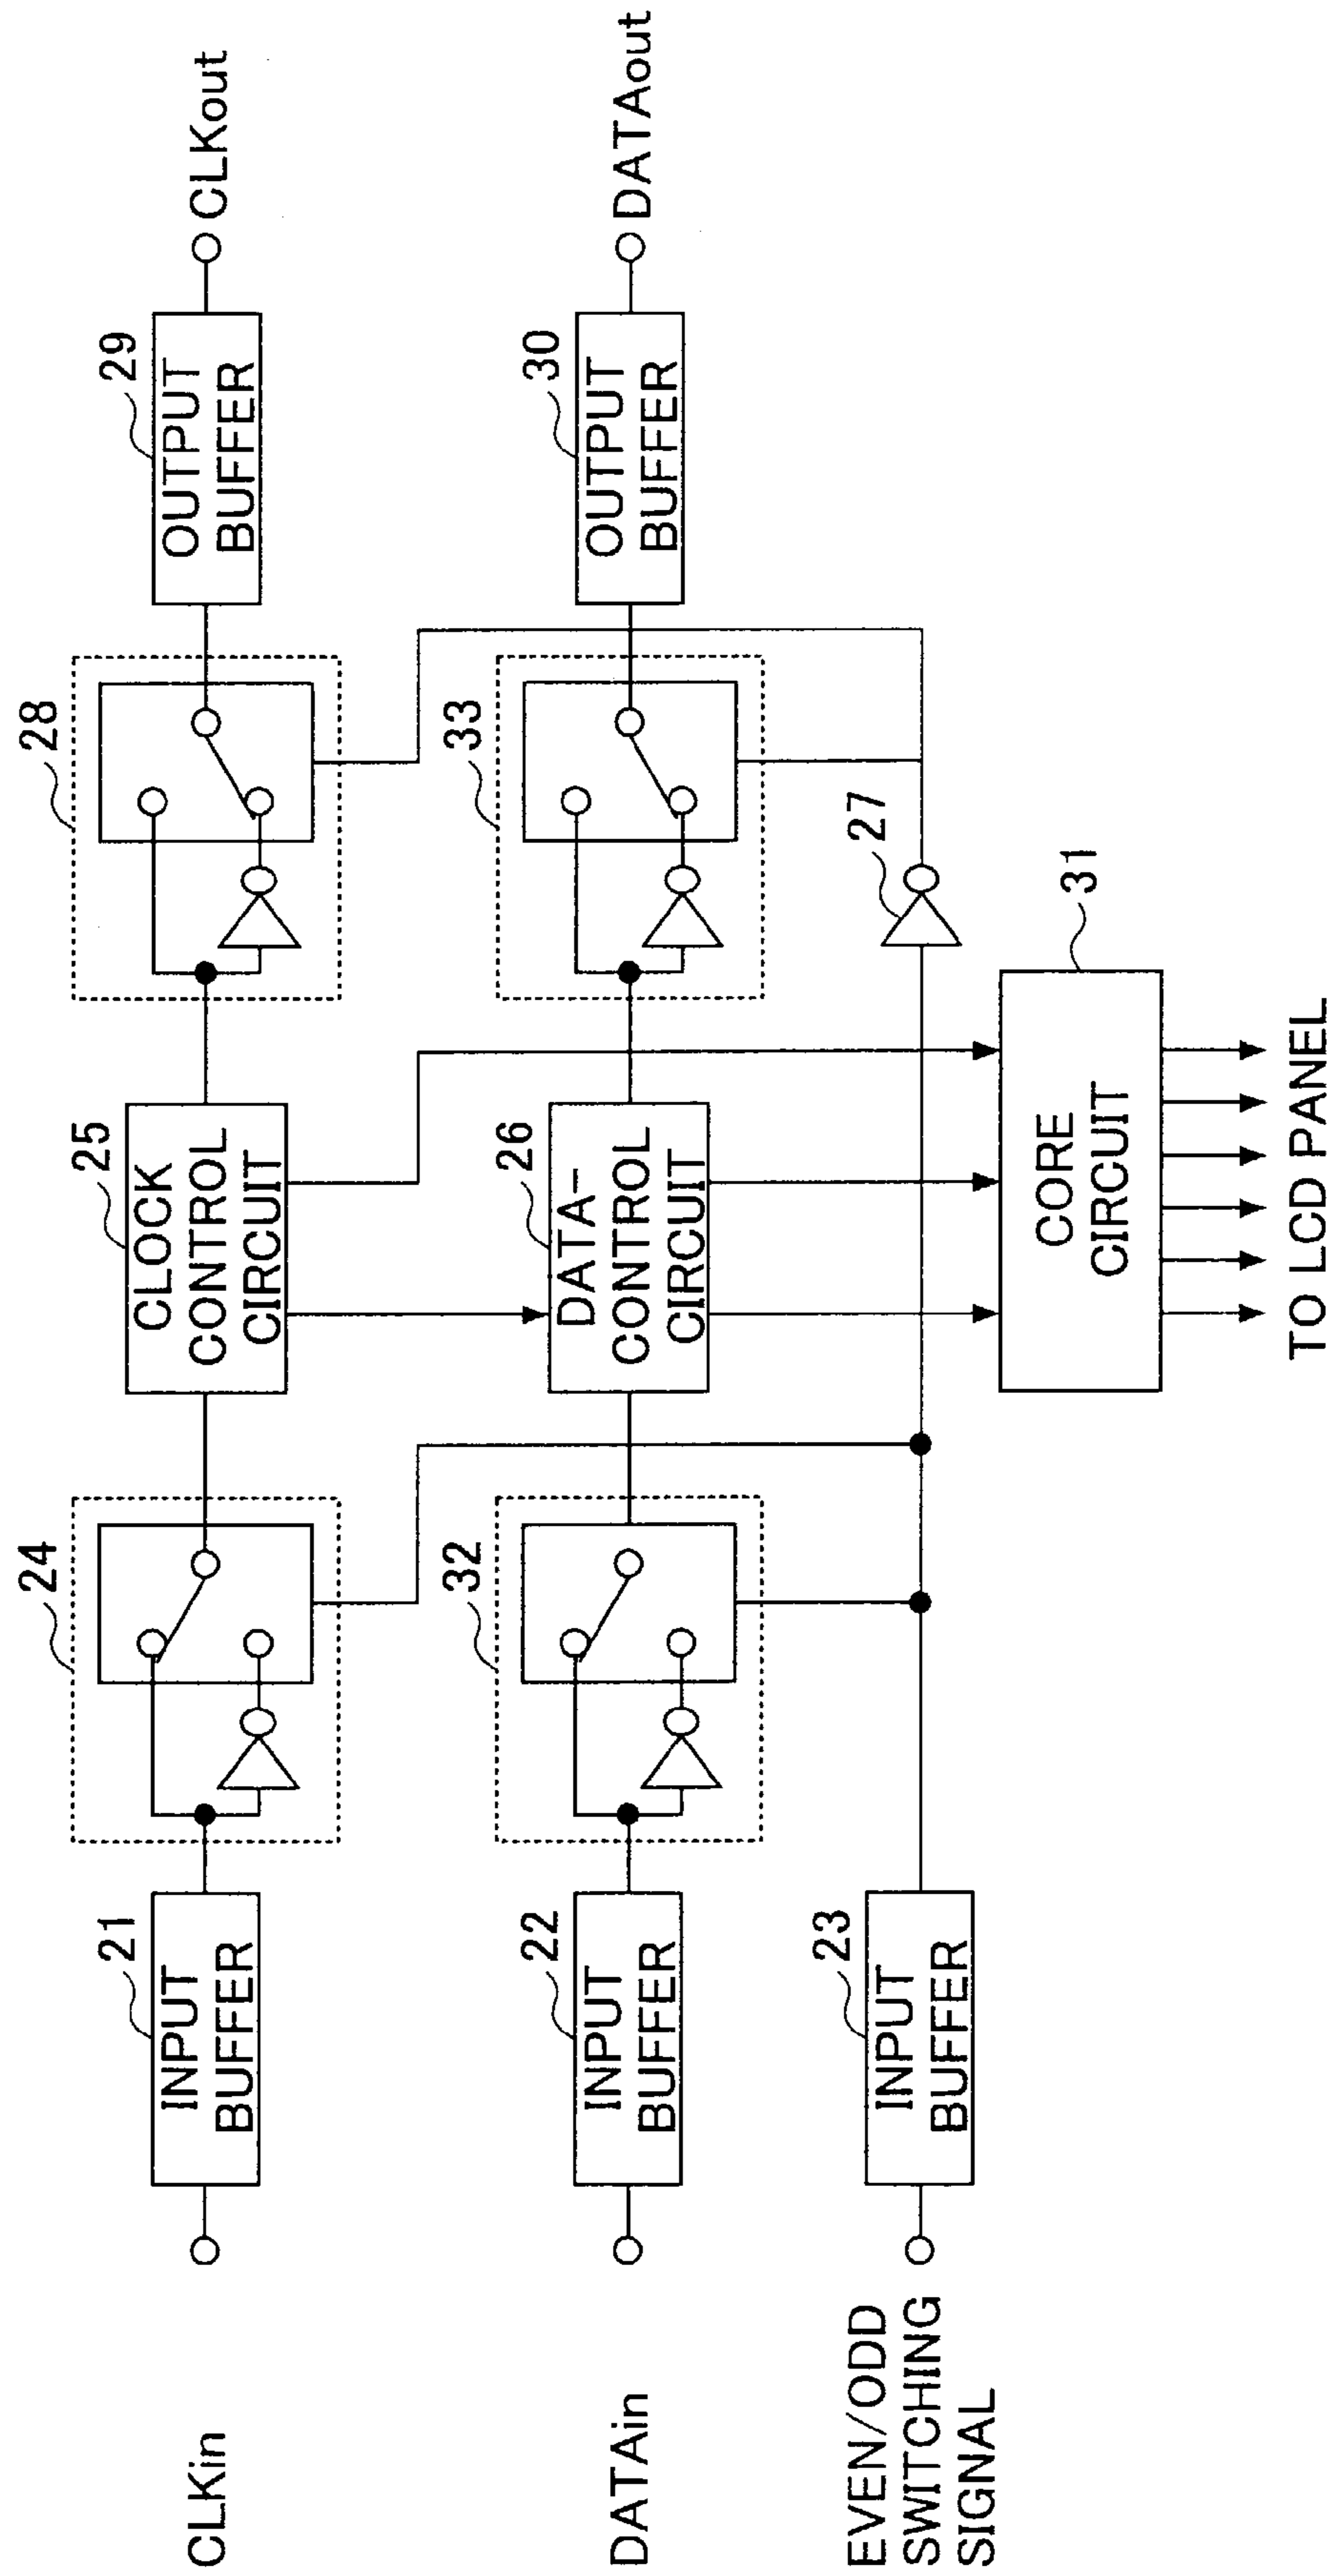 CLKin
21
INPUT
BUFFER
24
25
CLOCK
CONTROL
CIRCUIT
28
29
OUTPUT
BUFFER
CLKout
DATAin
22
INPUT
BUFFER
32
26
DATA-
CONTROL
CIRCUIT
33
30
OUTPUT
BUFFER
DATAout
EVEN/ODD
SWITCHING
SIGNAL
23
INPUT
BUFFER
27
31
CORE
CIRCUIT
TO LCD PANEL